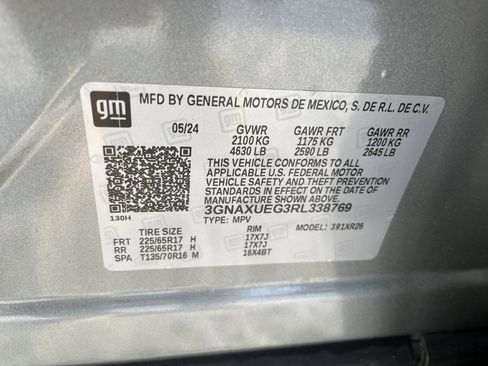 gm
MFD BY GENERAL MOTORS DE MEXICO, S. DE R.L. DE C.V.
05/24 GVWR GAWR FRT GAWR RR
2100 KG 1175 KG 1200 KG
4630 LB 2590 LB 2645 LB
THIS VEHICLE CONFORMS TO ALL
APPLICABLE U.S. FEDERAL MOTOR
VEHICLE SAFETY AND THEFT PREVENTION
STANDARDS IN EFFECT ON THE DATE OF
MANUFACTURE SHOWN ABOVE.
130H 3GNAXUEG3RL338769
TYPE: MPV MODEL: 391XR26
TIRE SIZE RIM
FRT 225/65R17 H 17X7J
RR 225/65R17 H 17X7J
SPA T135/70R16 M 16X4BT